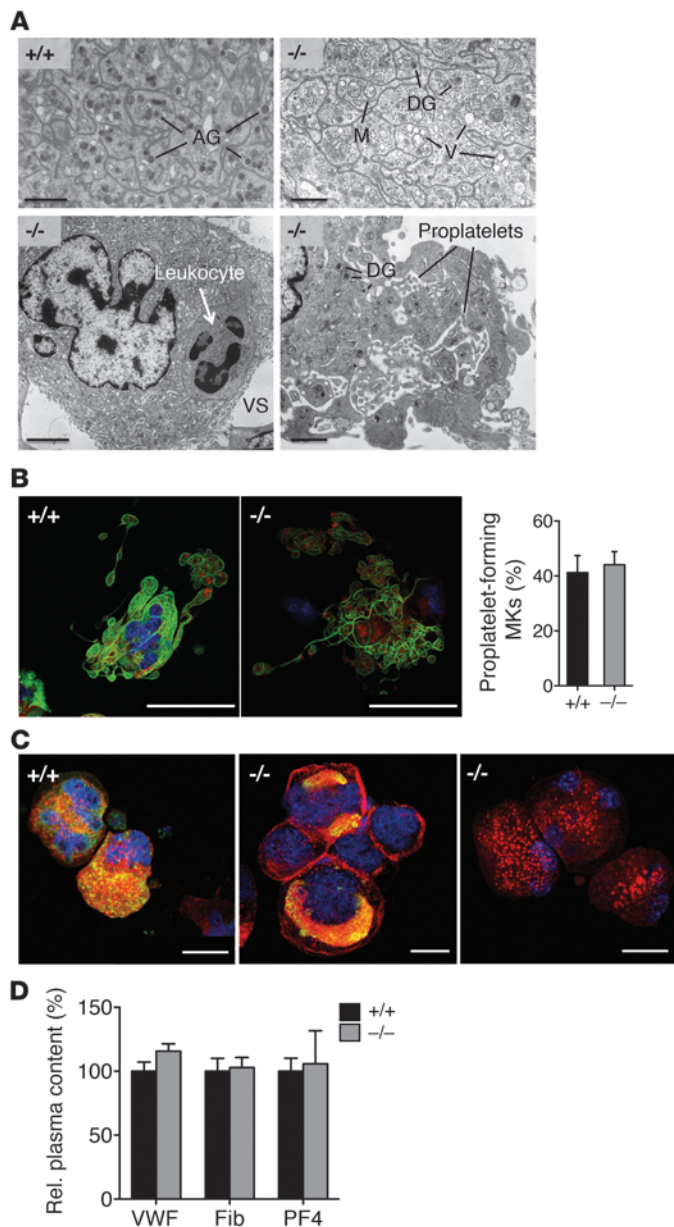 A
+/+
AG
-/-
DG
M
V
-/-
Leukocyte
VS
-/-
Proplatelets
DG
B
+/+
-/-
Proplatelet-forming
MKs (%)
60
40
20
0
+/+
−/−
C
+/+
-/-
-/-
D
Rel. plasma content (%)
150
100
50
0
+/+
−/−
VWF
Fib
PF4